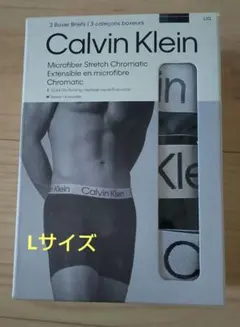 3 Boxer Briefs | 3 caleçons boxeurs
L/G
Calvin Klein
Microfiber Stretch Chromatic
Extensible en microfibre
Chromatic
Calvin Klein
Klein
Lサイズ